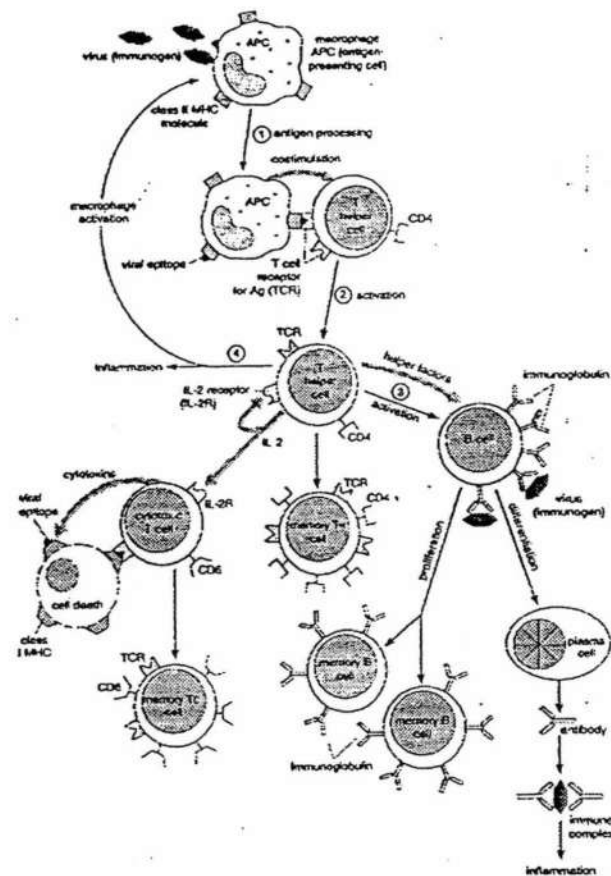 virus (immunogen)
APC
macrophage
APC (antigen-
presenting cell)
class II MHC
molecule
1 antigen processing
costimulation
macrophage
activation
APC
T
helper
cell
CD4
viral epitope
T cell
receptor
for Ag (TCR)
2 activation
TCR
inflammation
4
T
helper
cell
IL-2 receptor
(IL-2R)
IL 2
CD4
helper factors
3
activation
immunoglobulin
B cell
virus
(immunogen)
cytotoxins
viral
epitope
IL-2R
cytotoxic
T cell
CD8
cell death
class
I MHC
TCR
CD4
memory T
cell
proliferation
differentiation
TCR
CD8
memory Tc
cell
memory B
cell
memory B
cell
immunoglobulin
plasma
cell
antibody
immune
complex
inflammation